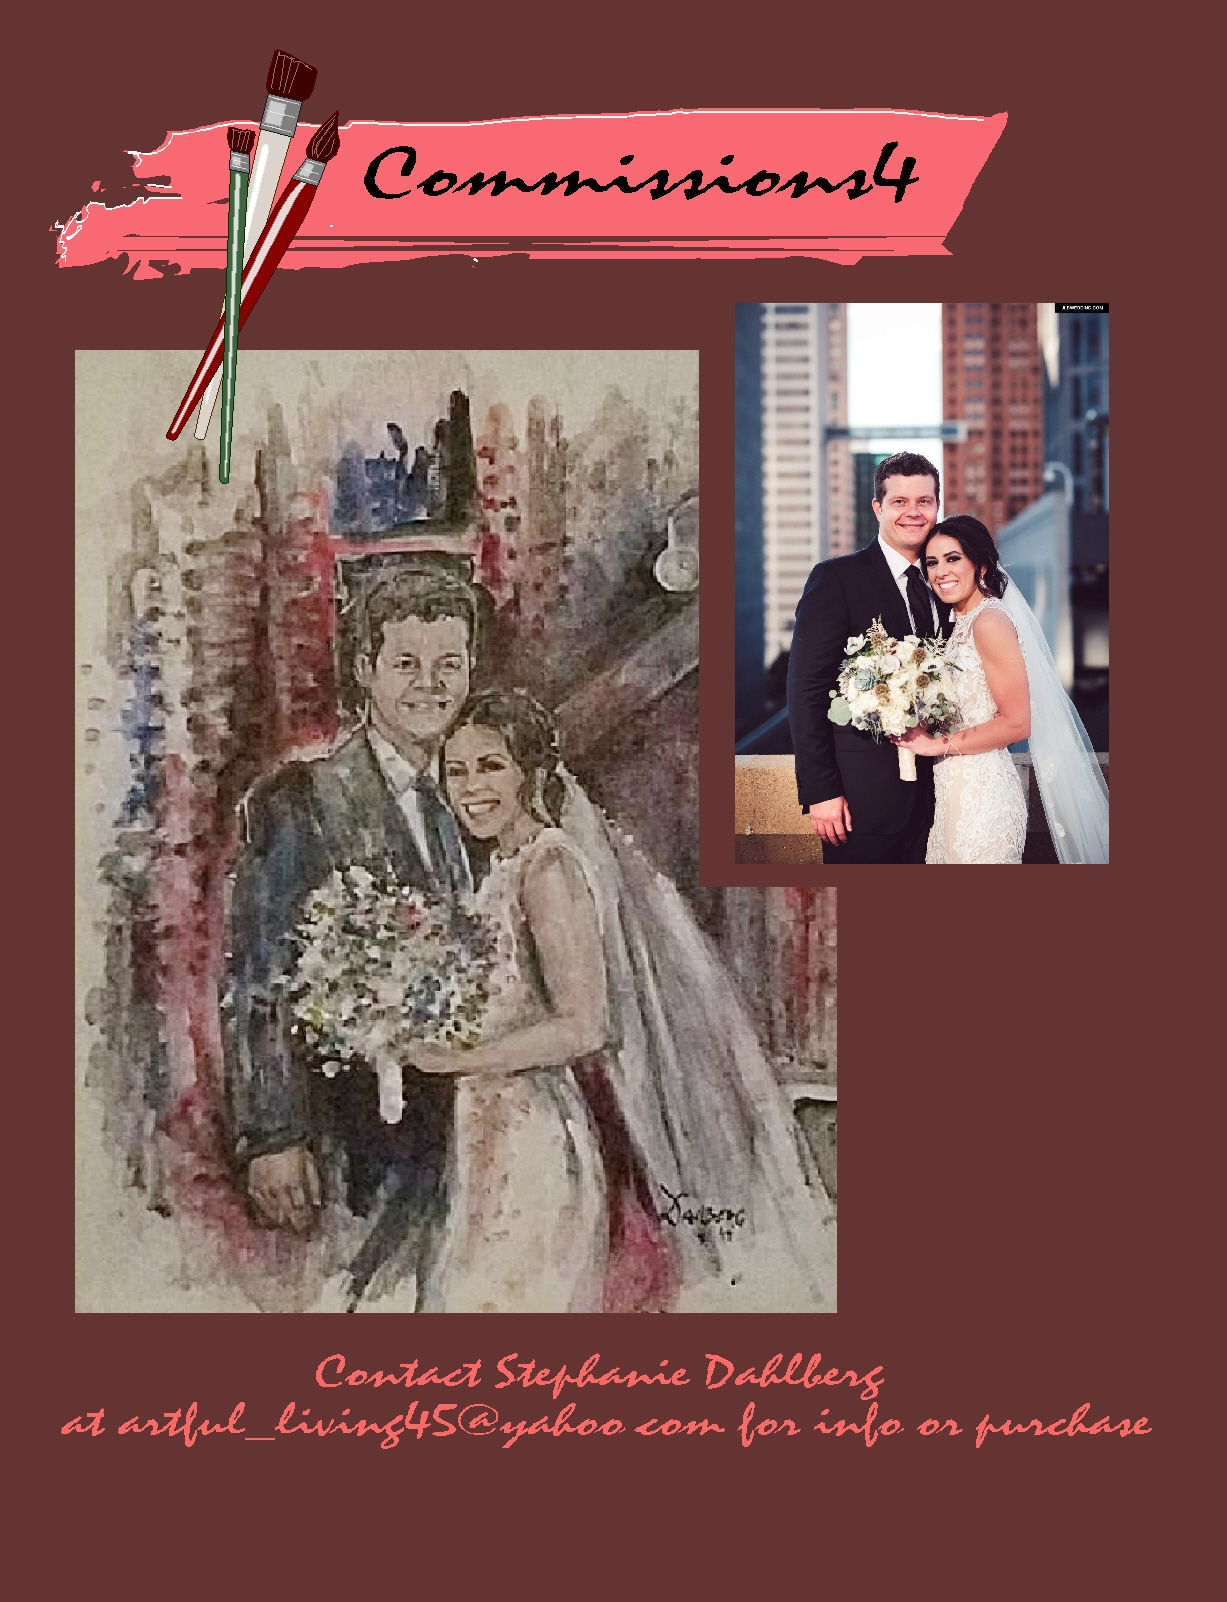 Commissions4
Contact Stephanie Dahlberg
at artful_living45@yahoo.com for info or purchase